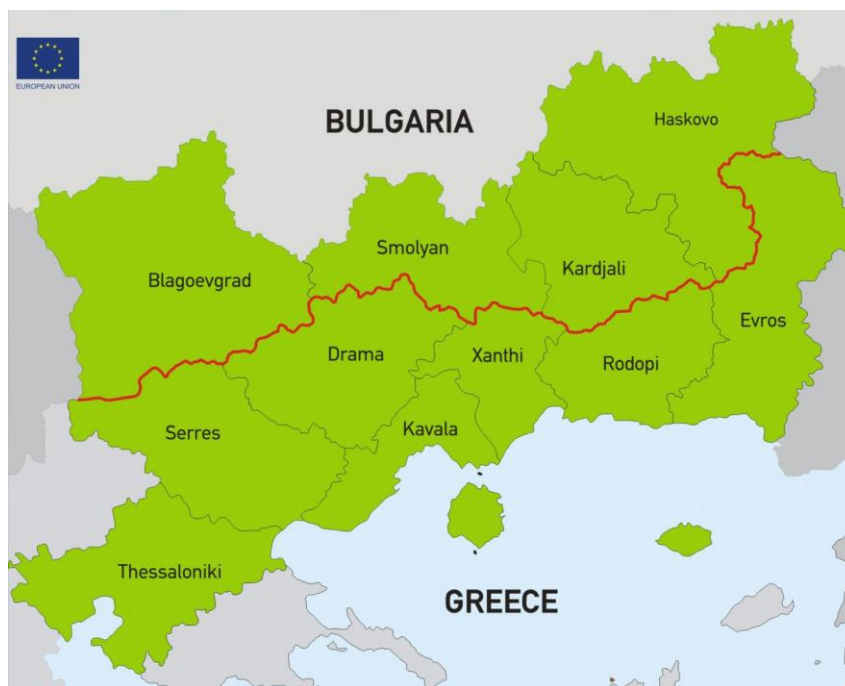 EUROPEAN UNION
BULGARIA
Haskovo
Smolyan
Blagoevgrad
Kardjali
Evros
Drama
Xanthi
Rodopi
Serres
Kavala
Thessaloniki
GREECE